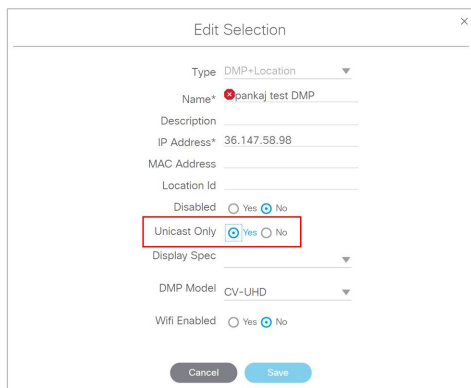 Edit Selection
Type DMP+Location
Name* pankaj test DMP
Description
IP Address* 36.147.58.98
MAC Address
Location Id
Disabled Yes No
Unicast Only Yes No
Display Spec
DMP Model CV-UHD
Wifi Enabled Yes No
Cancel Save